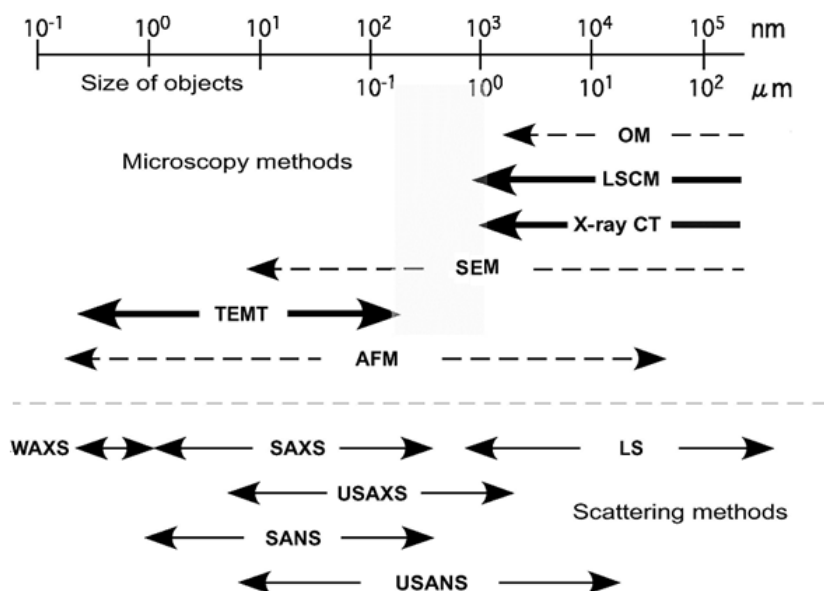 10⁻¹ 10⁰ 10¹ 10² 10³ 10⁴ 10⁵ nm
Size of objects 10⁻¹ 10⁰ 10¹ 10² μm
OM
Microscopy methods
LSCM
X-ray CT
SEM
TEMT
AFM
WAXS SAXS LS
USAXS
Scattering methods
SANS
USANS